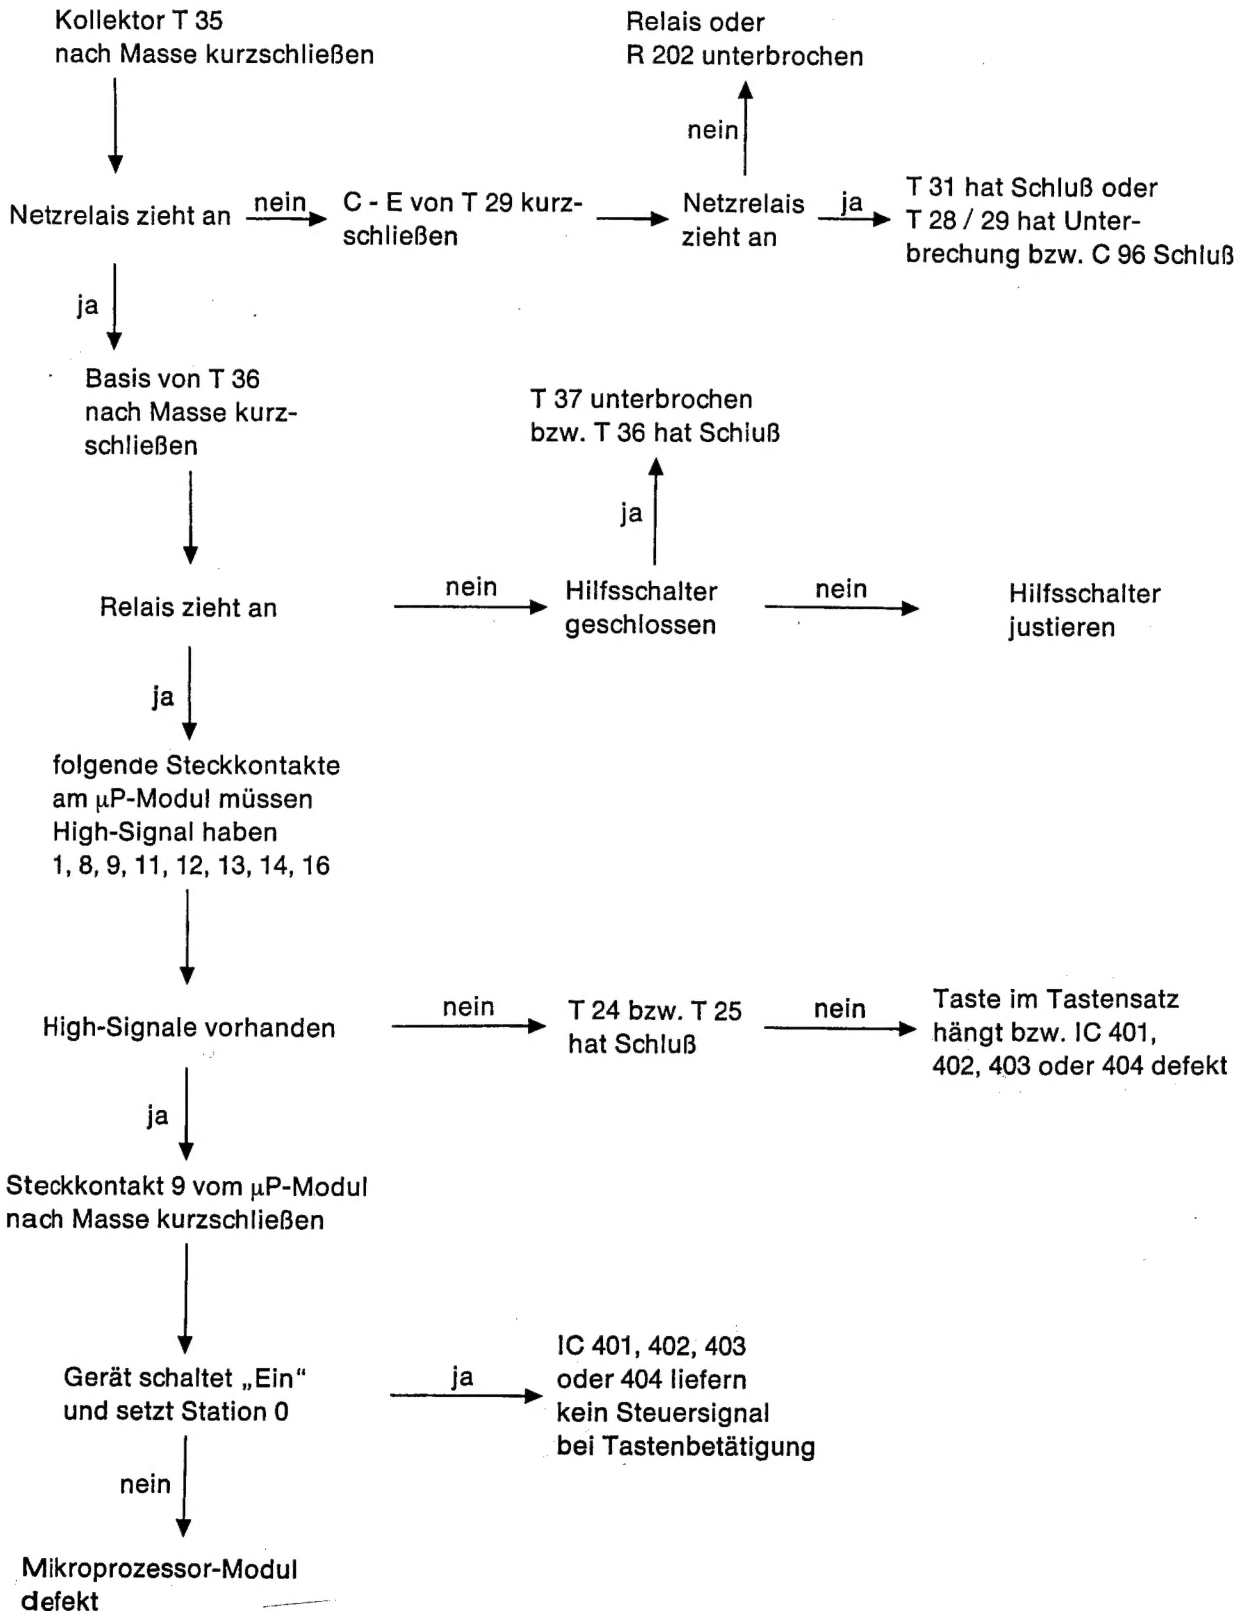 Kollektor T 35
nach Masse kurzschließen
Relais oder
R 202 unterbrochen
nein
Netzrelais zieht an
nein
C - E von T 29 kurz-
schließen
Netzrelais
zieht an
ja
T 31 hat Schluß oder
T 28 / 29 hat Unter-
brechung bzw. C 96 Schluß
ja
Basis von T 36
nach Masse kurz-
schließen
T 37 unterbrochen
bzw. T 36 hat Schluß
ja
Relais zieht an
nein
Hilfsschalter
geschlossen
nein
Hilfsschalter
justieren
ja
folgende Steckkontakte
am µP-Modul müssen
High-Signal haben
1, 8, 9, 11, 12, 13, 14, 16
High-Signale vorhanden
nein
T 24 bzw. T 25
hat Schluß
nein
Taste im Tastensatz
hängt bzw. IC 401,
402, 403 oder 404 defekt
ja
Steckkontakt 9 vom µP-Modul
nach Masse kurzschließen
Gerät schaltet „Ein“
und setzt Station 0
ja
IC 401, 402, 403
oder 404 liefern
kein Steuersignal
bei Tastenbetätigung
nein
Mikroprozessor-Modul
defekt